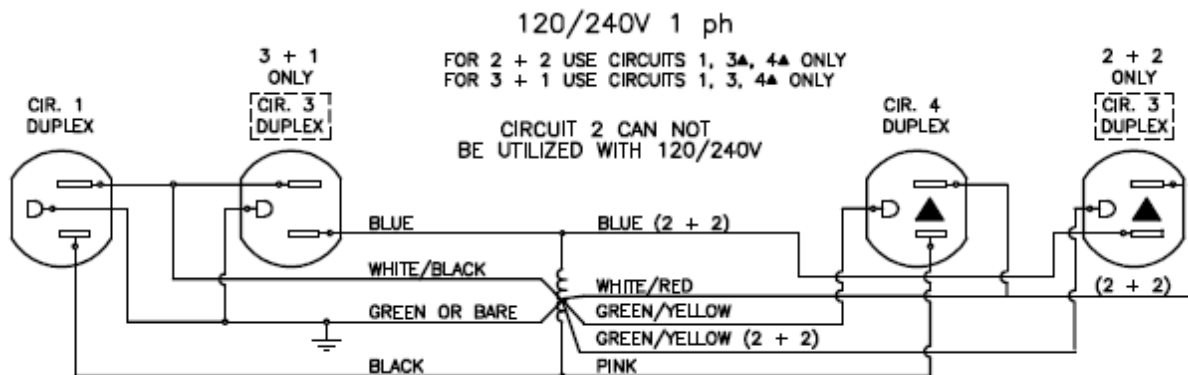 120/240V 1 ph
FOR 2 + 2 USE CIRCUITS 1, 3▲, 4▲ ONLY
FOR 3 + 1 USE CIRCUITS 1, 3, 4▲ ONLY
3 + 1
ONLY
2 + 2
ONLY
CIR. 1
DUPLEX
CIR. 3
DUPLEX
CIRCUIT 2 CAN NOT
BE UTILIZED WITH 120/240V
CIR. 4
DUPLEX
CIR. 3
DUPLEX
BLUE
BLUE (2 + 2)
WHITE/BLACK
WHITE/RED
(2 + 2)
GREEN OR BARE
GREEN/YELLOW
GREEN/YELLOW (2 + 2)
BLACK
PINK